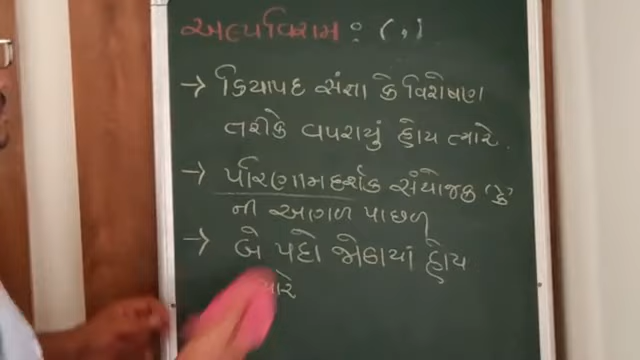 અલ્પવિરામ : ( , )
→ ક્રિયાપદ સંજ્ઞા કે વિશેષણ
તરીકે વપરાયું હોય ત્યારે.
→ પરિણામદર્શક સંયોજક 'કે'
ની આગળ પાછળ
→ બે પદો જોડાયાં હોય